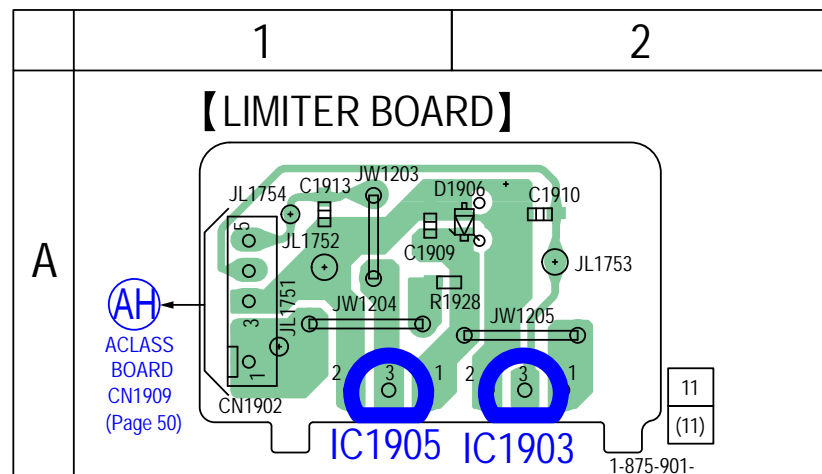 1 2
A
【LIMITER BOARD】
JW1203
C1913
D1906
C1910
JL1754
JL1752
C1909
JL1753
5
3
1
JL1751
AH
JW1204
R1928
JW1205
ACLASS
BOARD
CN1909
(Page 50)
CN1902
2 3 1
2 3 1
IC1905 IC1903
11
(11)
1-875-901-